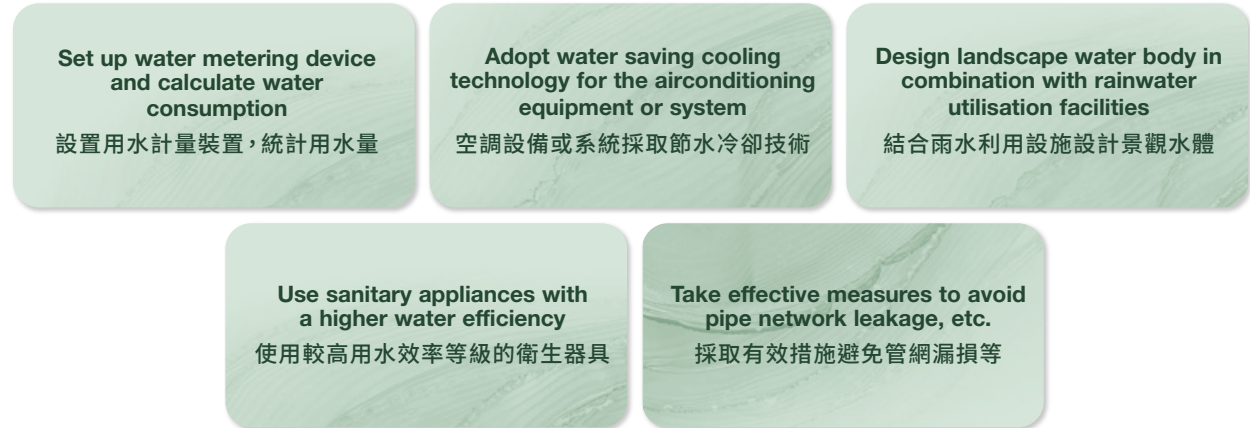 Set up water metering device
and calculate water
consumption
設置用水計量裝置，統計用水量
Adopt water saving cooling
technology for the airconditioning
equipment or system
空調設備或系統採取節水冷卻技術
Design landscape water body in
combination with rainwater
utilisation facilities
結合雨水利用設施設計景觀水體
Use sanitary appliances with
a higher water efficiency
使用較高用水效率等級的衛生器具
Take effective measures to avoid
pipe network leakage, etc.
採取有效措施避免管網漏損等